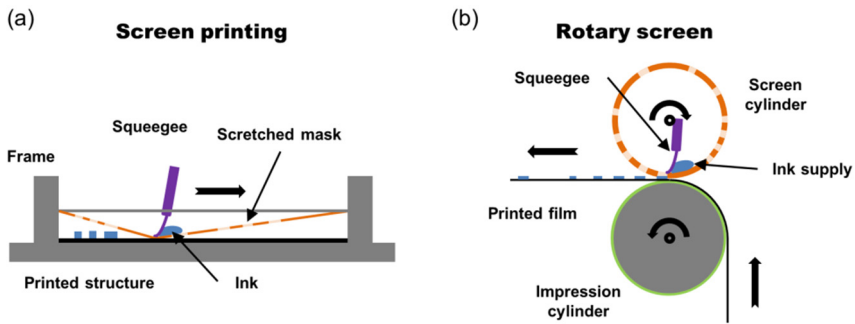 (a)
Screen printing
Squeegee
Scretched mask
Frame
Printed structure
Ink
(b)
Rotary screen
Squeegee
Screen
cylinder
Ink supply
Printed film
Impression
cylinder